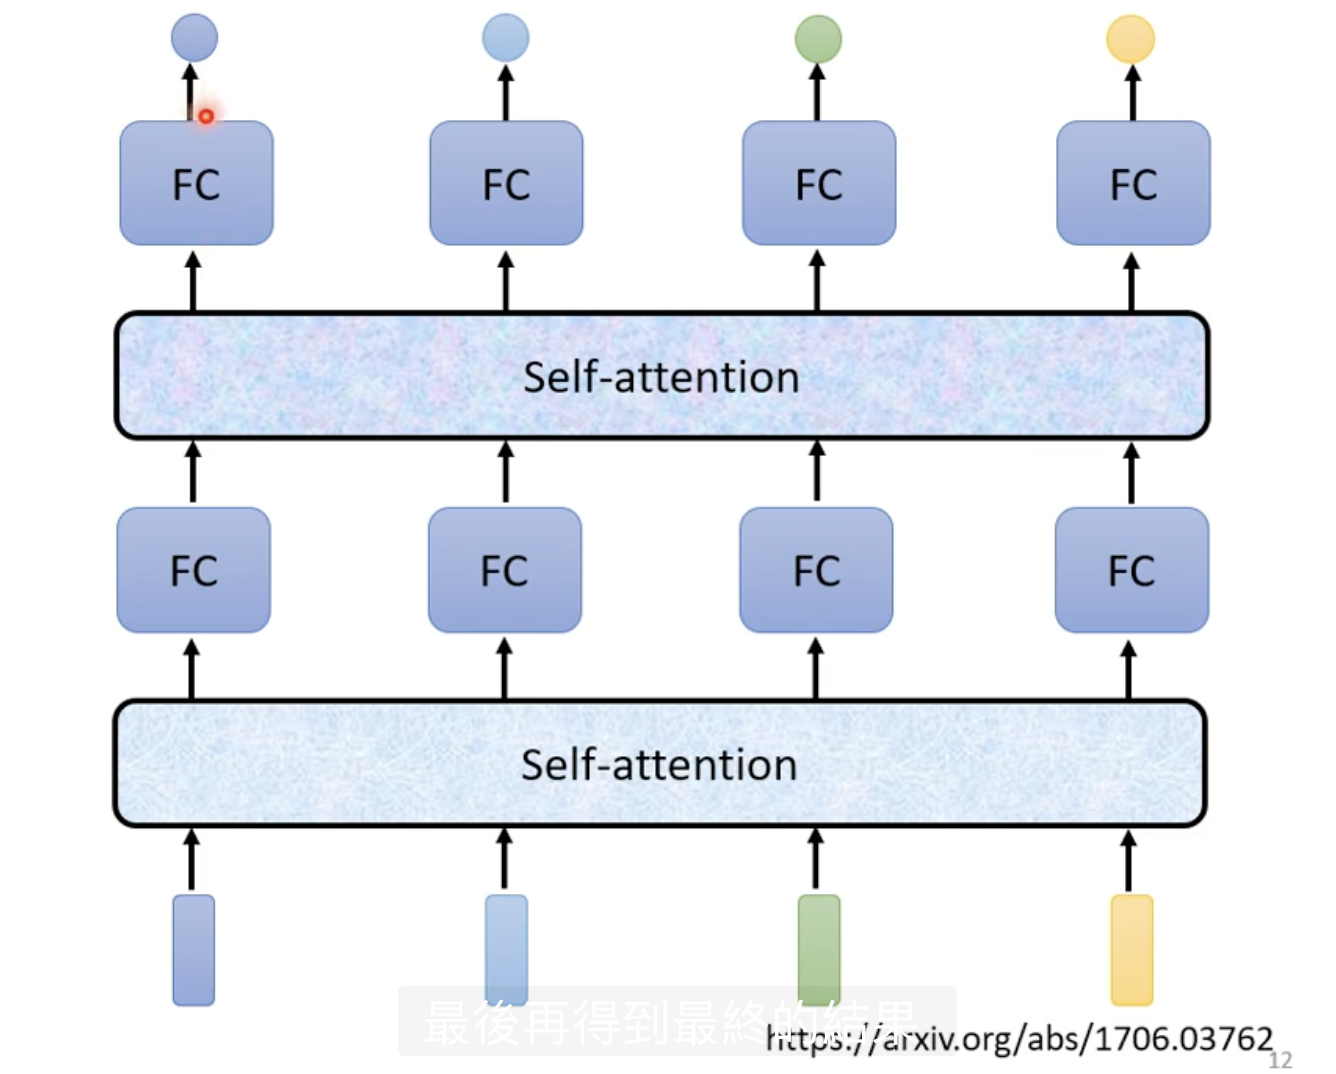 FC FC FC FC
Self-attention
FC FC FC FC
Self-attention
最後再得到最終的結果
https://arxiv.org/abs/1706.03762
12